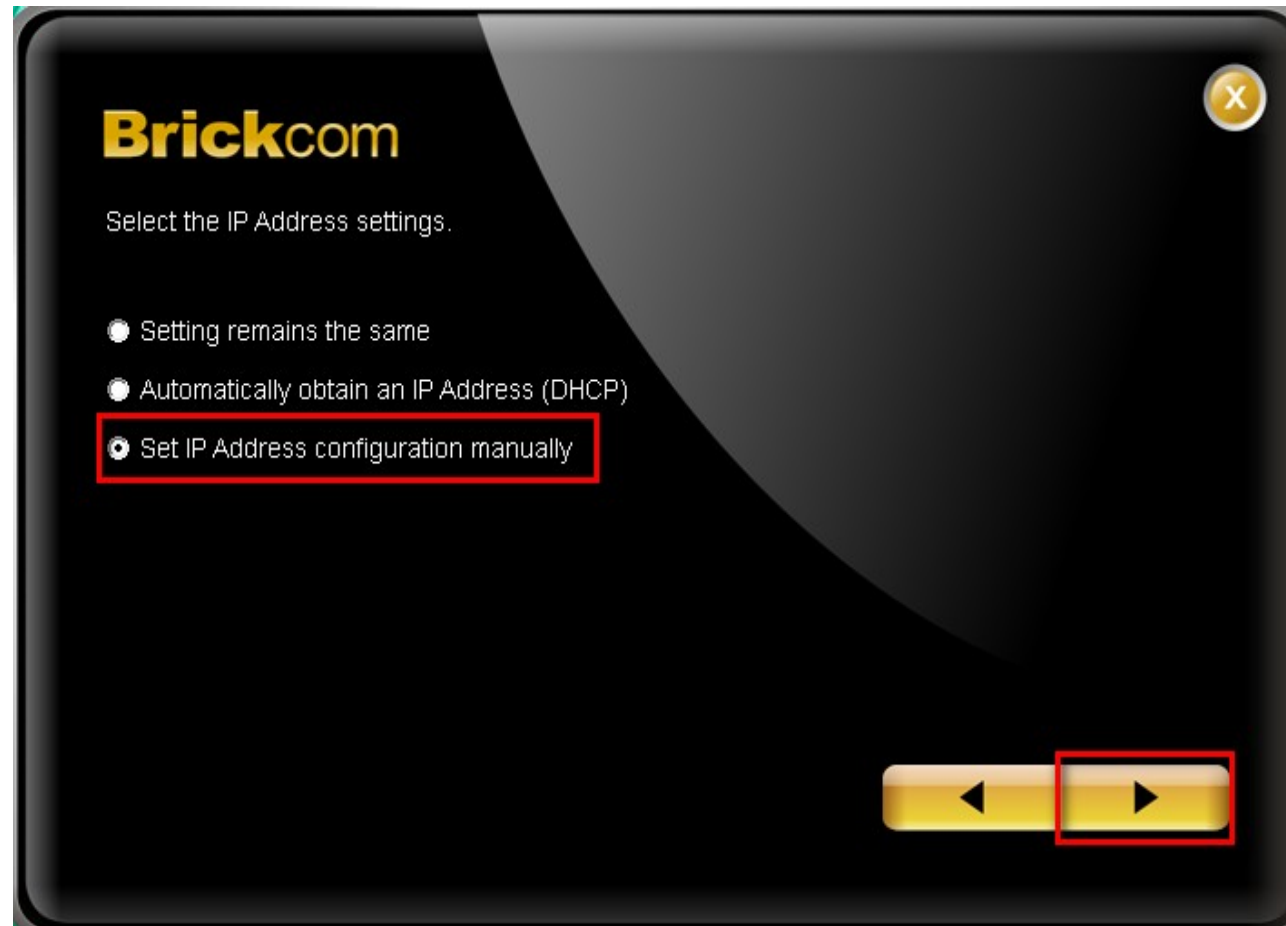 Brickcom
X
Select the IP Address settings.
Setting remains the same
Automatically obtain an IP Address (DHCP)
Set IP Address configuration manually